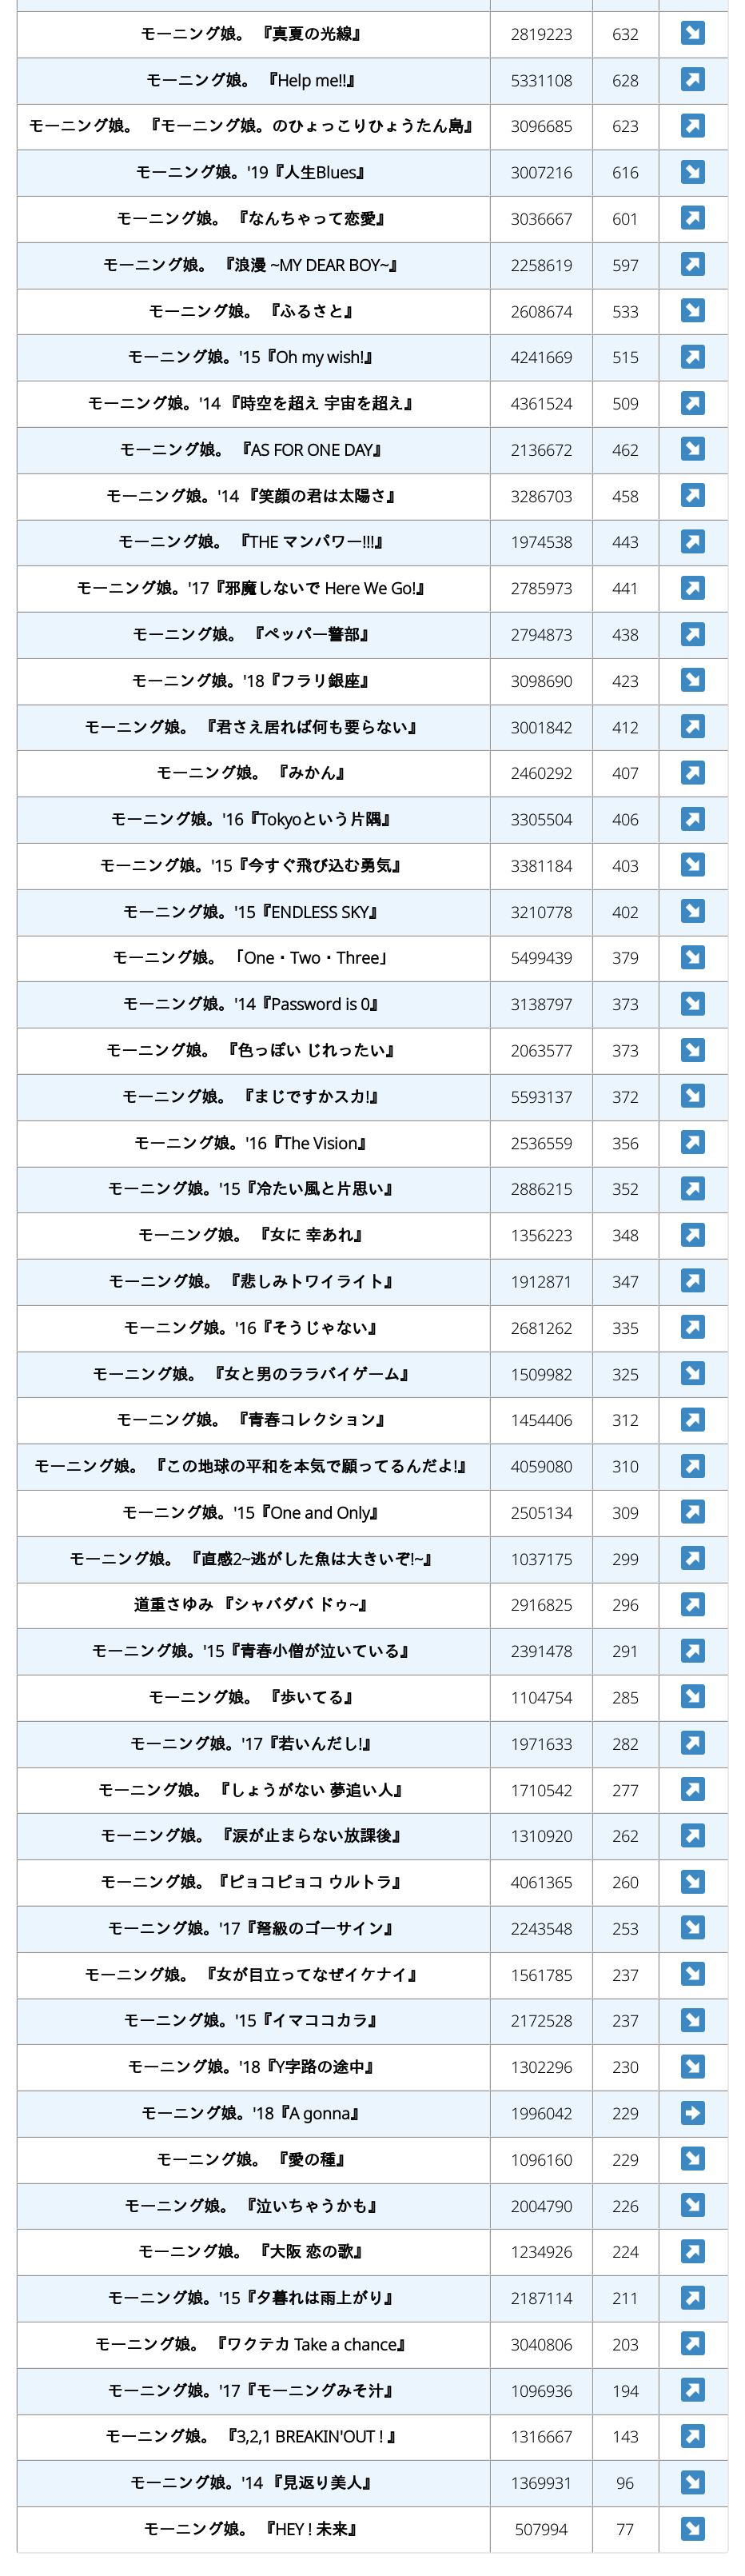 モーニング娘。 『真夏の光線』 2819223 632 ↘
モーニング娘。 『Help me!!』 5331108 628 ↗
モーニング娘。 『モーニング娘。のひょっこりひょうたん島』 3096685 623 ↗
モーニング娘。'19『人生Blues』 3007216 616 ↘
モーニング娘。 『なんちゃって恋愛』 3036667 601 ↗
モーニング娘。 『浪漫 ~MY DEAR BOY~』 2258619 597 ↗
モーニング娘。 『ふるさと』 2608674 533 ↘
モーニング娘。'15『Oh my wish!』 4241669 515 ↗
モーニング娘。'14 『時空を超え 宇宙を超え』 4361524 509 ↗
モーニング娘。 『AS FOR ONE DAY』 2136672 462 ↘
モーニング娘。'14 『笑顔の君は太陽さ』 3286703 458 ↗
モーニング娘。 『THE マンパワー!!!』 1974538 443 ↗
モーニング娘。'17『邪魔しないで Here We Go!』 2785973 441 ↗
モーニング娘。 『ペッパー警部』 2794873 438 ↗
モーニング娘。'18『フラリ銀座』 3098690 423 ↘
モーニング娘。 『君さえ居れば何も要らない』 3001842 412 ↗
モーニング娘。 『みかん』 2460292 407 ↗
モーニング娘。'16『Tokyoという片隅』 3305504 406 ↗
モーニング娘。'15『今すぐ飛び込む勇気』 3381184 403 ↘
モーニング娘。'15『ENDLESS SKY』 3210778 402 ↘
モーニング娘。 「One・Two・Three」 5499439 379 ↘
モーニング娘。'14『Password is 0』 3138797 373 ↘
モーニング娘。 『色っぽい じれったい』 2063577 373 ↘
モーニング娘。 『まじですかスカ!』 5593137 372 ↘
モーニング娘。'16『The Vision』 2536559 356 ↗
モーニング娘。'15『冷たい風と片思い』 2886215 352 ↗
モーニング娘。 『女に 幸あれ』 1356223 348 ↗
モーニング娘。 『悲しみトワイライト』 1912871 347 ↗
モーニング娘。'16『そうじゃない』 2681262 335 ↗
モーニング娘。 『女と男のララバイゲーム』 1509982 325 ↘
モーニング娘。 『青春コレクション』 1454406 312 ↗
モーニング娘。 『この地球の平和を本気で願ってるんだよ!』 4059080 310 ↗
モーニング娘。'15『One and Only』 2505134 309 ↗
モーニング娘。 『直感2~逃がした魚は大きいぞ!~』 1037175 299 ↗
道重さゆみ 『シャバダバ ドゥ~』 2916825 296 ↗
モーニング娘。'15『青春小僧が泣いている』 2391478 291 ↗
モーニング娘。 『歩いてる』 1104754 285 ↘
モーニング娘。'17『若いんだし!』 1971633 282 ↗
モーニング娘。 『しょうがない 夢追い人』 1710542 277 ↗
モーニング娘。 『涙が止まらない放課後』 1310920 262 ↗
モーニング娘。『ピョコピョコ ウルトラ』 4061365 260 ↘
モーニング娘。'17『弩級のゴーサイン』 2243548 253 ↘
モーニング娘。 『女が目立ってなぜイケナイ』 1561785 237 ↘
モーニング娘。'15『イマココカラ』 2172528 237 ↘
モーニング娘。'18『Y字路の途中』 1302296 230 ↘
モーニング娘。'18『A gonna』 1996042 229 →
モーニング娘。 『愛の種』 1096160 229 ↘
モーニング娘。 『泣いちゃうかも』 2004790 226 ↘
モーニング娘。 『大阪 恋の歌』 1234926 224 ↗
モーニング娘。'15『夕暮れは雨上がり』 2187114 211 ↗
モーニング娘。 『ワクテカ Take a chance』 3040806 203 ↗
モーニング娘。'17『モーニングみそ汁』 1096936 194 ↗
モーニング娘。 『3,2,1 BREAKIN'OUT ! 』 1316667 143 ↗
モーニング娘。'14 『見返り美人』 1369931 96 ↘
モーニング娘。 『HEY ! 未来』 507994 77 ↘